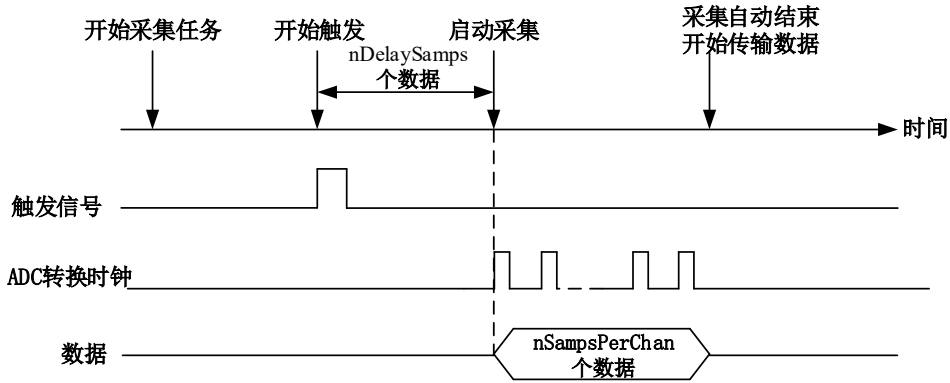 开始采集任务
开始触发
启动采集
采集自动结束
开始传输数据
nDelaySamps
个数据
时间
触发信号
ADC转换时钟
数据
nSampsPerChan
个数据